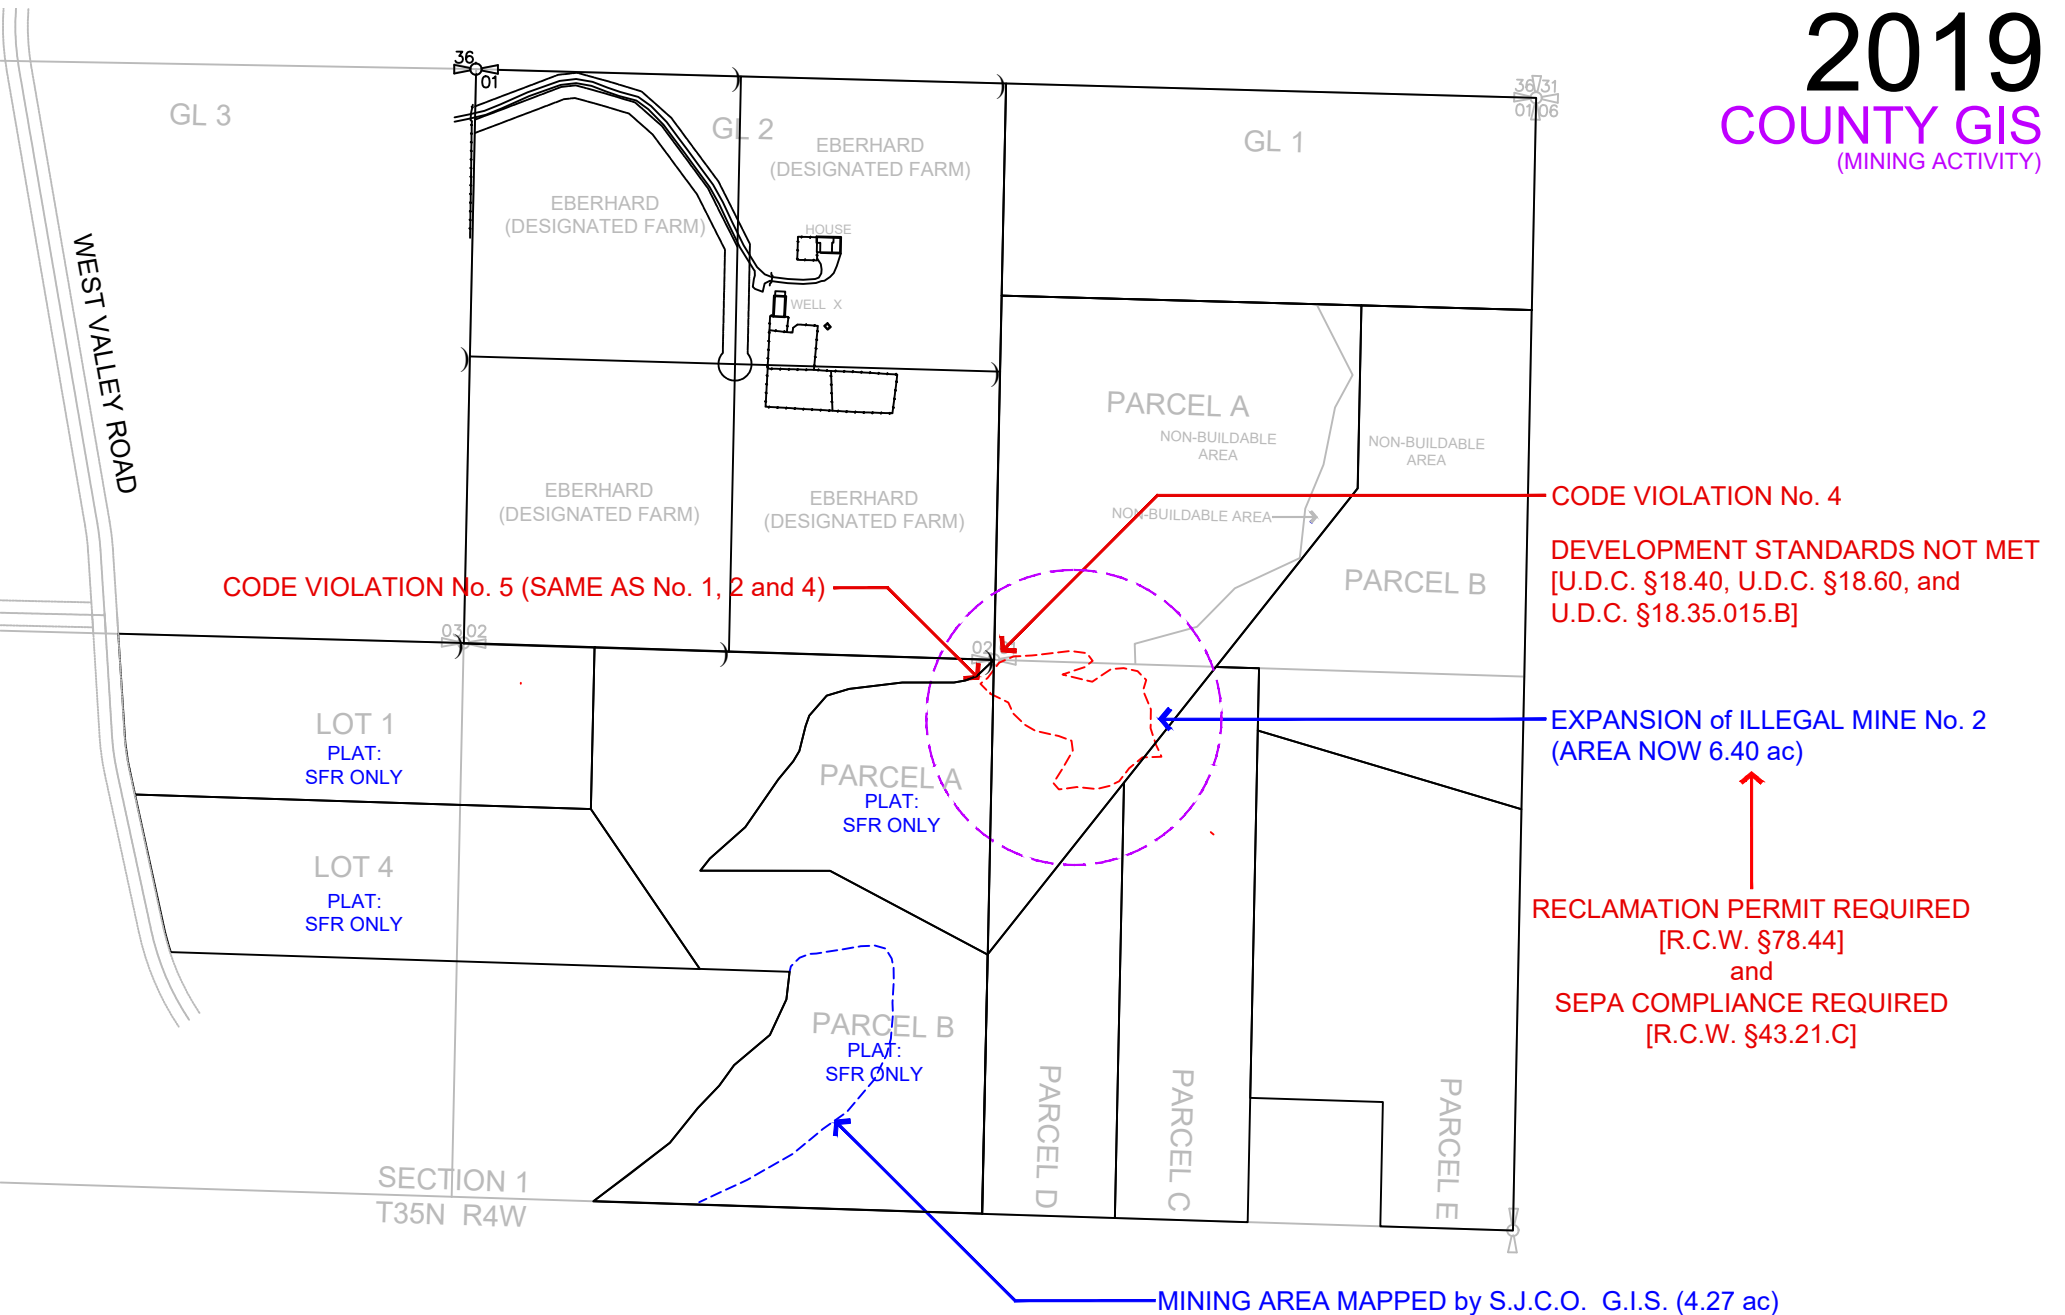 2019
COUNTY GIS
(MINING ACTIVITY)
36
01
36 31
01 06
GL 3
GL 2
GL 1
EBERHARD
(DESIGNATED FARM)
EBERHARD
(DESIGNATED FARM)
HOUSE
WELL X
WEST VALLEY ROAD
PARCEL A
NON-BUILDABLE
AREA
NON-BUILDABLE
AREA
EBERHARD
(DESIGNATED FARM)
EBERHARD
(DESIGNATED FARM)
NON-BUILDABLE AREA
CODE VIOLATION No. 4
DEVELOPMENT STANDARDS NOT MET
[U.D.C. §18.40, U.D.C. §18.60, and
U.D.C. §18.35.015.B]
CODE VIOLATION No. 5 (SAME AS No. 1, 2 and 4)
PARCEL B
03 02
02
LOT 1
PLAT:
SFR ONLY
PARCEL A
PLAT:
SFR ONLY
EXPANSION of ILLEGAL MINE No. 2
(AREA NOW 6.40 ac)
LOT 4
PLAT:
SFR ONLY
RECLAMATION PERMIT REQUIRED
[R.C.W. §78.44]
and
SEPA COMPLIANCE REQUIRED
[R.C.W. §43.21.C]
PARCEL B
PLAT:
SFR ONLY
PARCEL D
PARCEL C
PARCEL E
SECTION 1
T35N R4W
MINING AREA MAPPED by S.J.C.O. G.I.S. (4.27 ac)